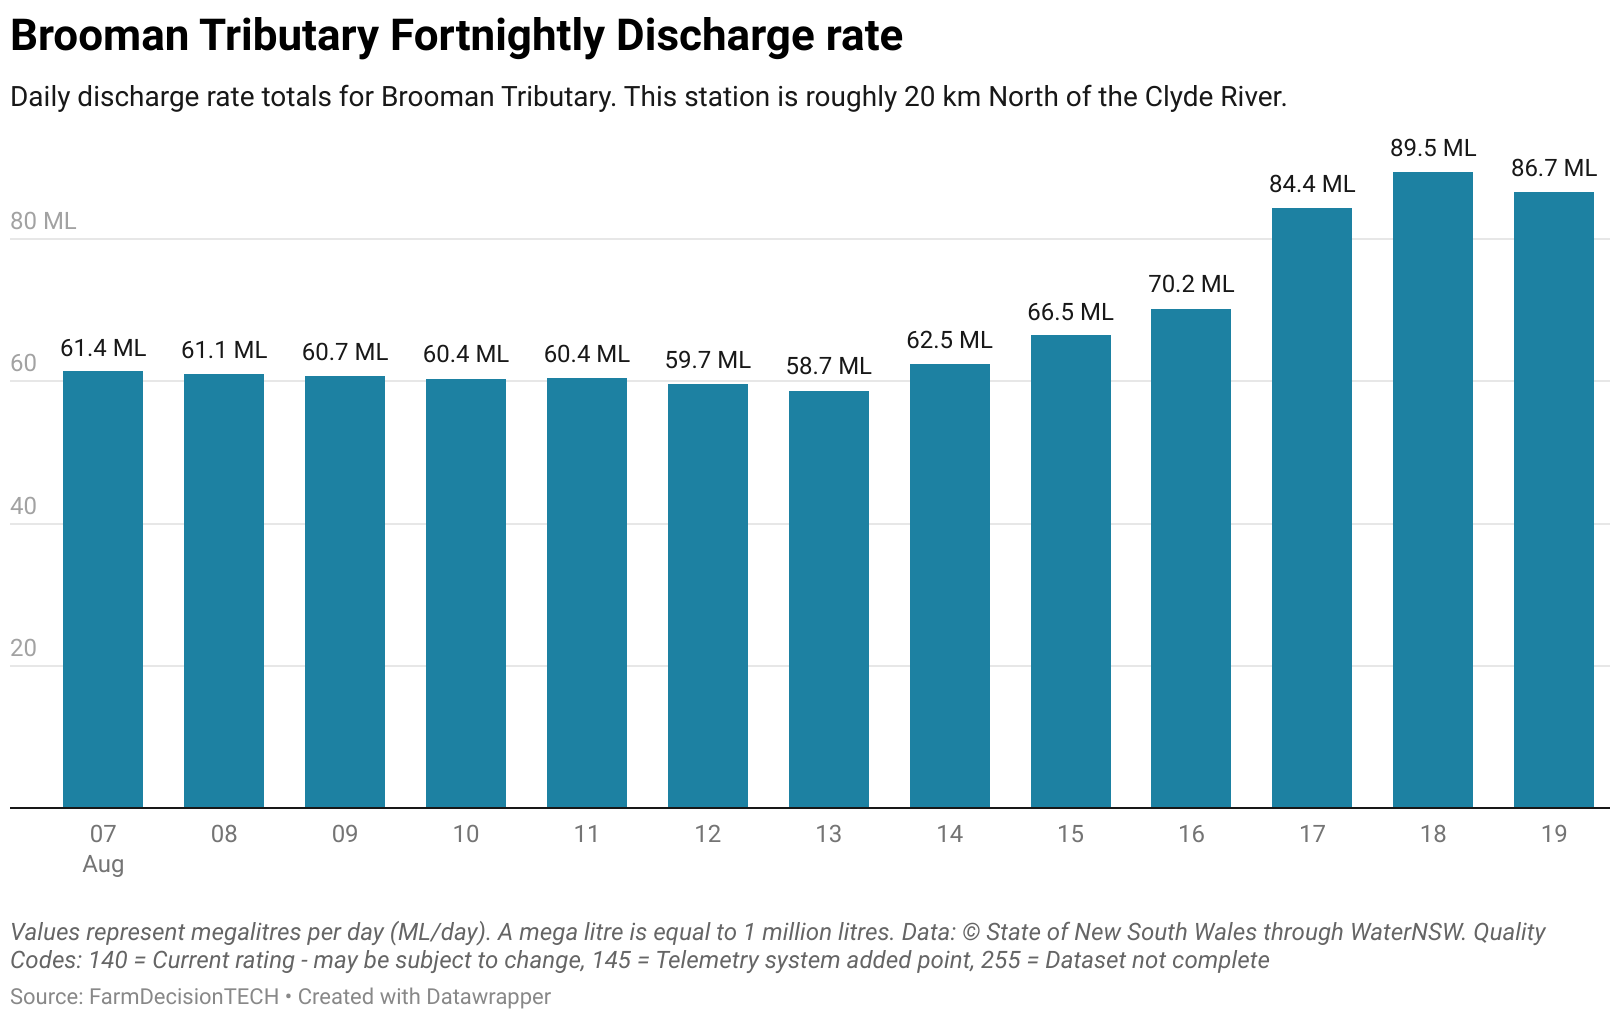 Brooman Tributary Fortnightly Discharge rate
Daily discharge rate totals for Brooman Tributary. This station is roughly 20 km North of the Clyde River.
80 ML
60
40
20
61.4 ML
61.1 ML
60.7 ML
60.4 ML
60.4 ML
59.7 ML
58.7 ML
62.5 ML
66.5 ML
70.2 ML
84.4 ML
89.5 ML
86.7 ML
07
Aug
08
09
10
11
12
13
14
15
16
17
18
19
Values represent megalitres per day (ML/day). A mega litre is equal to 1 million litres. Data: © State of New South Wales through WaterNSW. Quality
Codes: 140 = Current rating - may be subject to change, 145 = Telemetry system added point, 255 = Dataset not complete
Source: FarmDecisionTECH • Created with Datawrapper